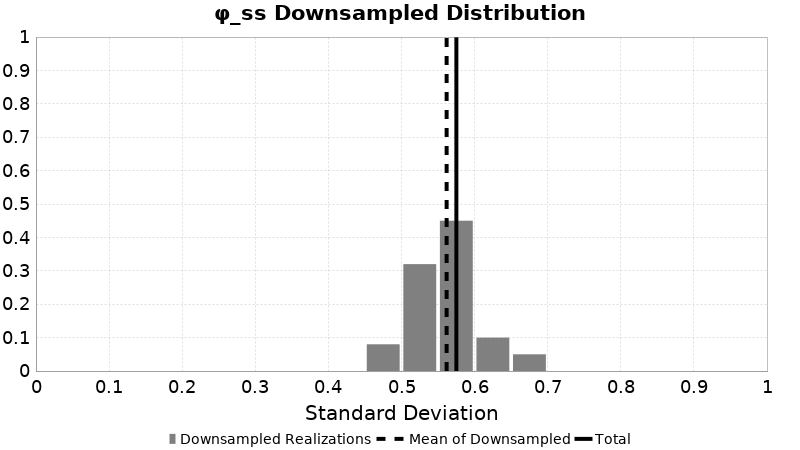 φ_ss Downsampled Distribution
1
0.9
0.8
0.7
0.6
0.5
0.4
0.3
0.2
0.1
0
0 0.1 0.2 0.3 0.4 0.5 0.6 0.7 0.8 0.9 1
Standard Deviation
Downsampled Realizations Mean of Downsampled Total